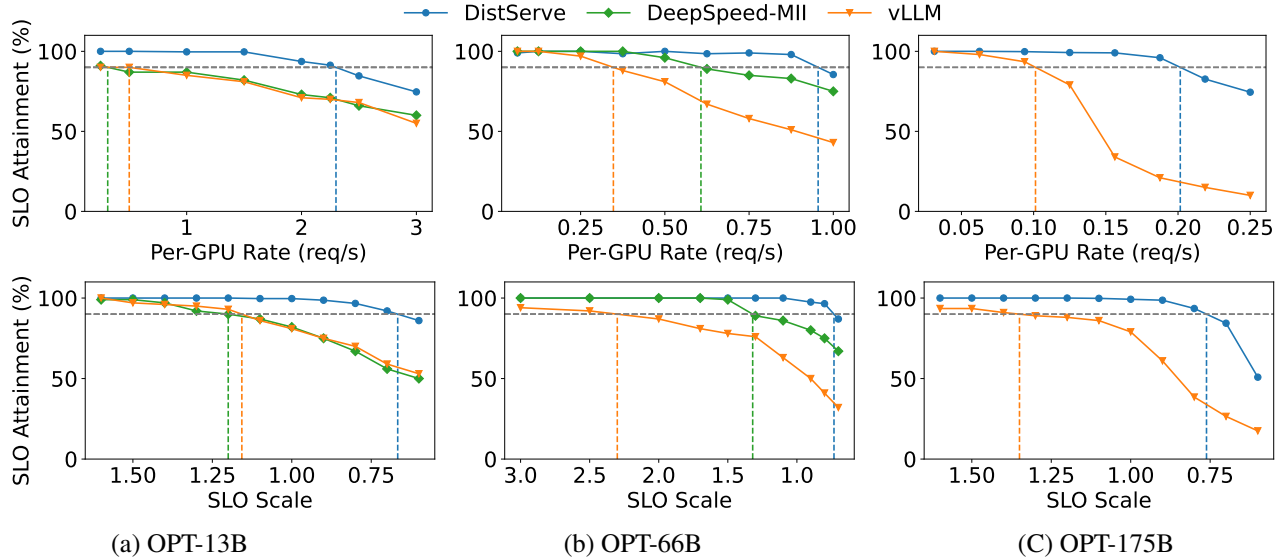 DistServe DeepSpeed-MII vLLM
SLO Attainment (%)
100
50
0
1 2 3
Per-GPU Rate (req/s)
100
50
0
0.25 0.50 0.75 1.00
Per-GPU Rate (req/s)
100
50
0
0.05 0.10 0.15 0.20 0.25
Per-GPU Rate (req/s)
SLO Attainment (%)
100
50
0
1.50 1.25 1.00 0.75
SLO Scale
100
50
0
3.0 2.5 2.0 1.5 1.0
SLO Scale
100
50
0
1.50 1.25 1.00 0.75
SLO Scale
(a) OPT-13B
(b) OPT-66B
(C) OPT-175B